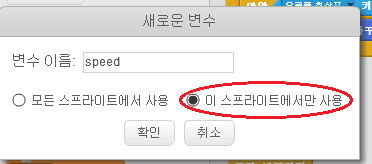 새로운 변수
변수 이름: speed
모든 스프라이트에서 사용 이 스프라이트에서만 사용
확인 취소